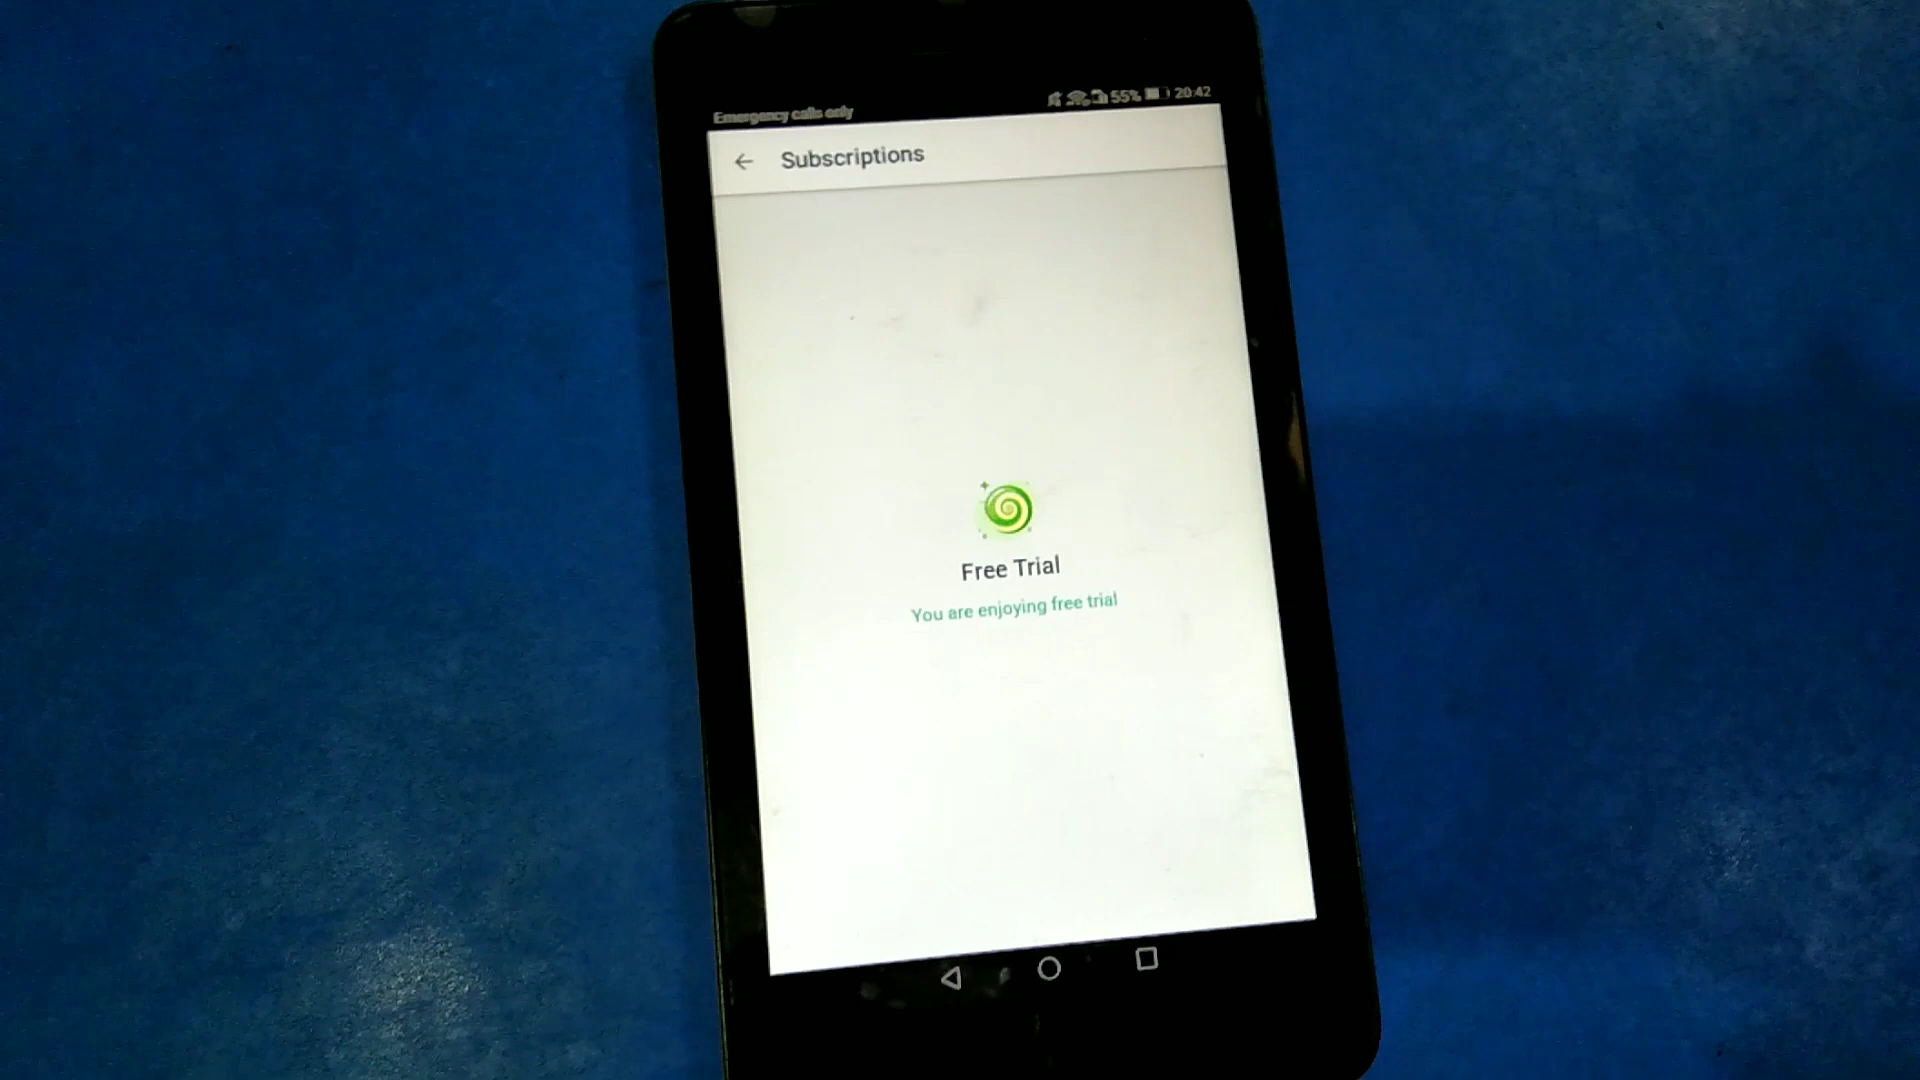 Emergency calls only
55% 20:42
Subscriptions
Free Trial
You are enjoying free trial